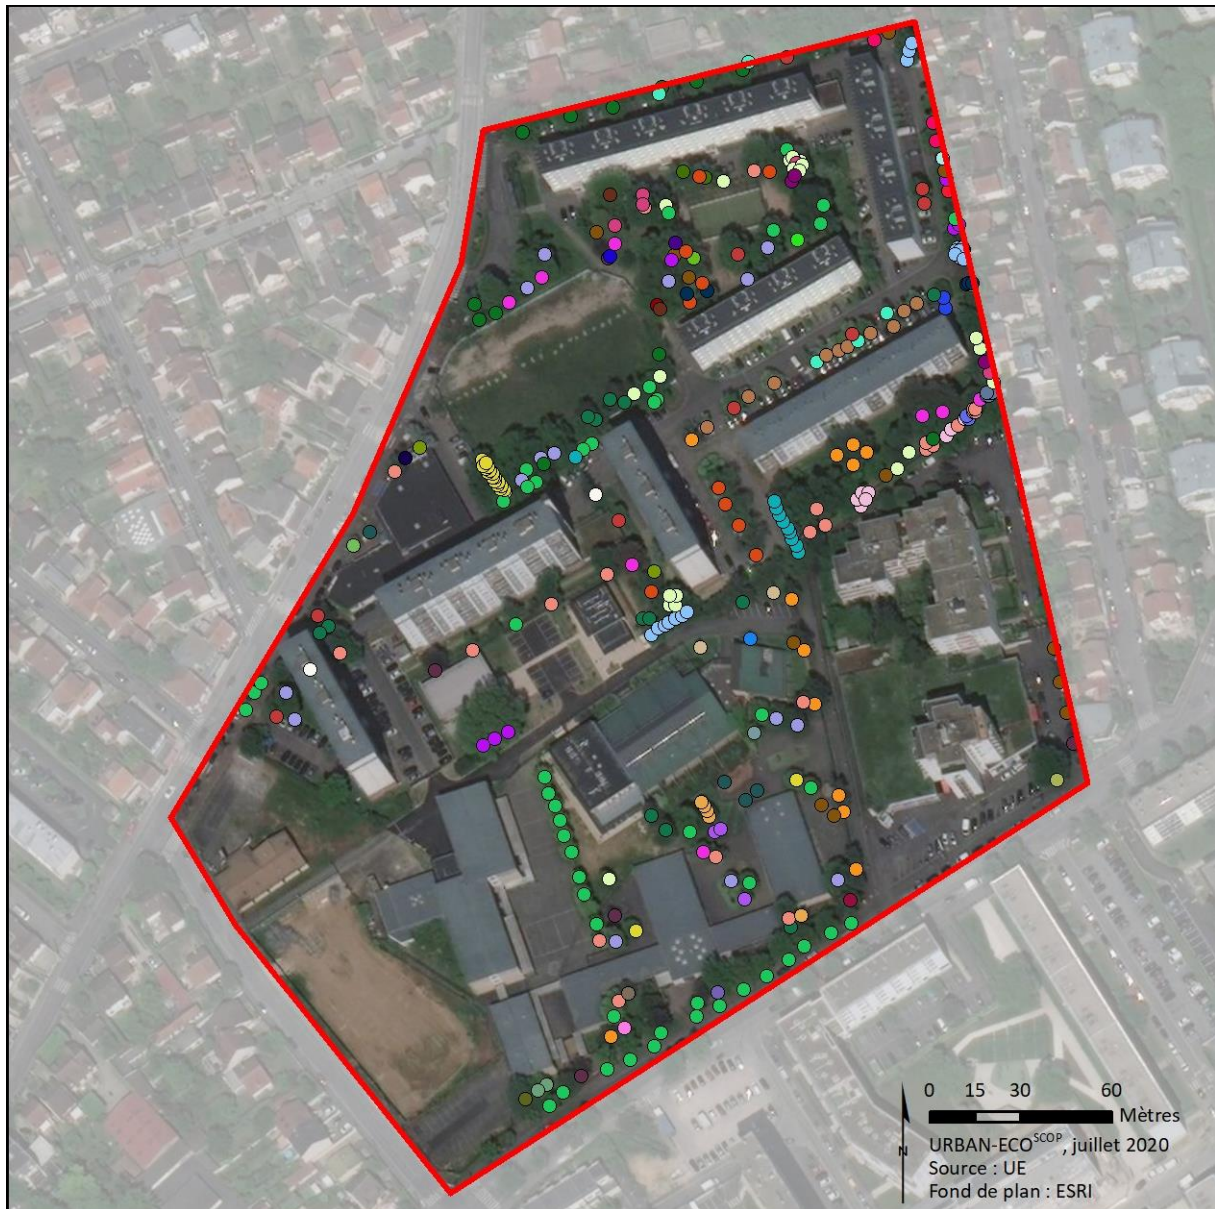 0 15 30 60
Mètres
N
URBAN-ECOSCOP, juillet 2020
Source : UE
Fond de plan : ESRI